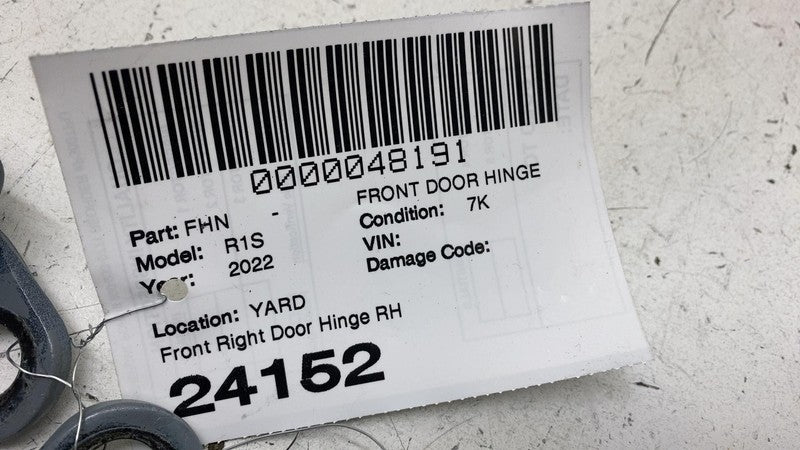 0000048191
Part: FHN -
FRONT DOOR HINGE
Model: R1S
Condition: 7K
Year: 2022
VIN:
Damage Code:
Location: YARD
Front Right Door Hinge RH
24152